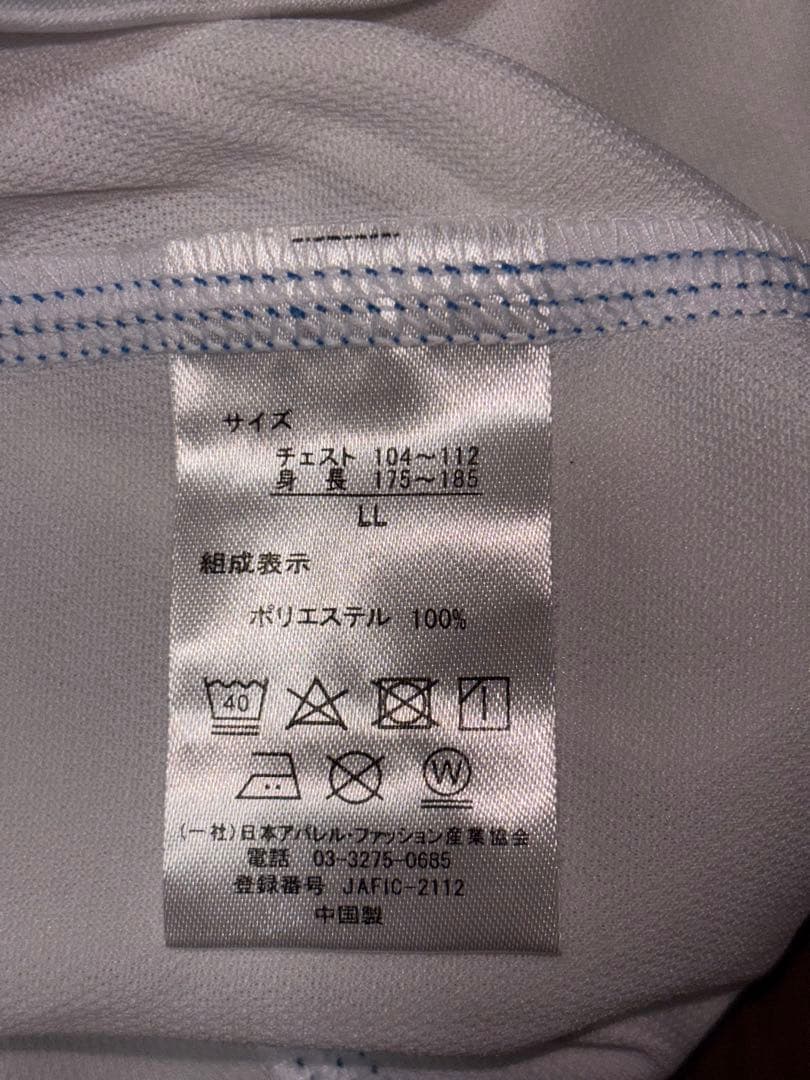 サイズ
チェスト 104～112
身 長 175～185
LL
組成表示
ポリエステル 100%
40
W
(一社)日本アパレル・ファッション産業協会
電話 03-3275-0685
登録番号 JAFIC-2112
中国製